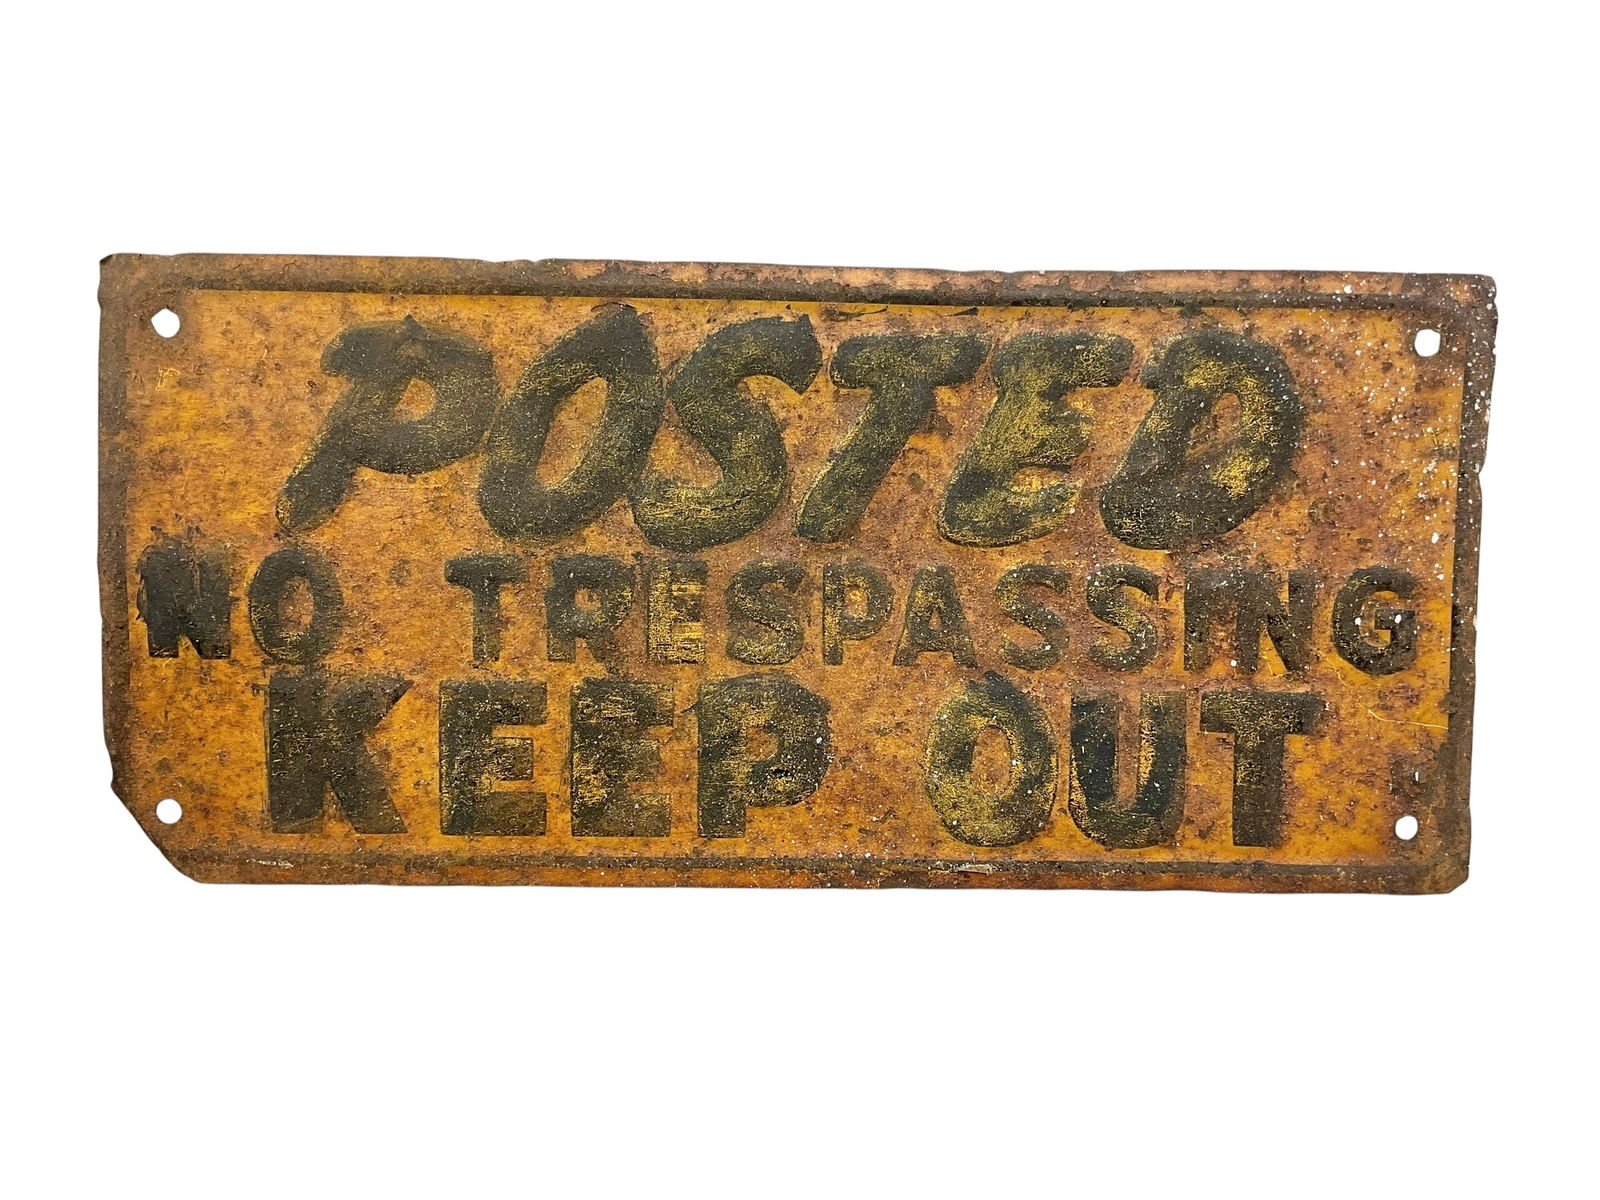 POSTED
NO TRESPASSING
KEEP OUT